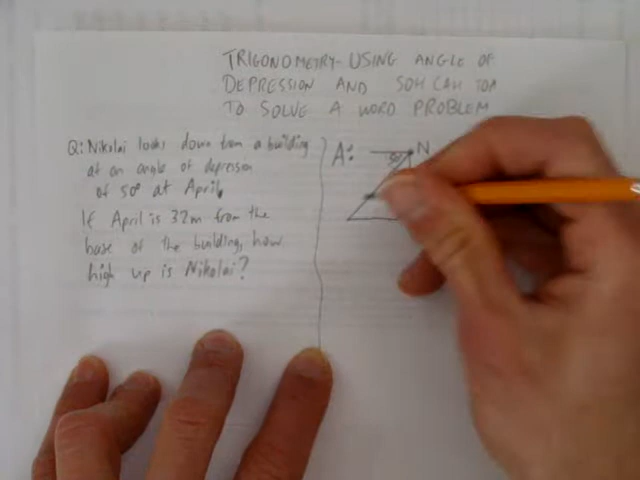 TRIGONOMETRY - USING ANGLE OF
DEPRESSION AND SOH CAH TOA
TO SOLVE A WORD PROBLEM
Q: Nikolai looks down from a building
at an angle of depression
of 50° at April.
If April is 32m from the
base of the building, how
high up is Nikolai?
A:
N
50°